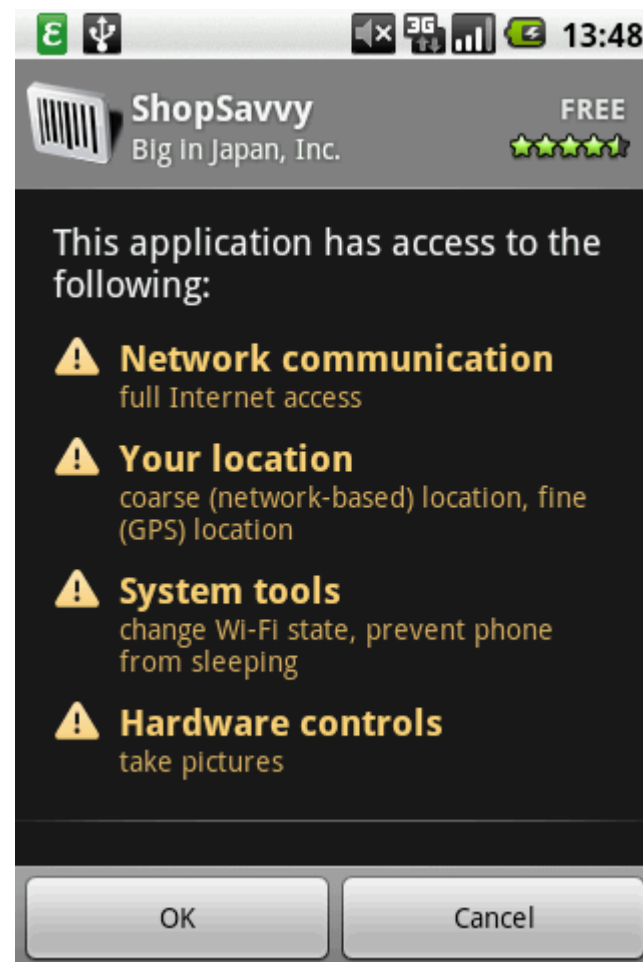 3G 13:48
ShopSavvy FREE
Big in Japan, Inc.
This application has access to the
following:
Network communication
full Internet access
Your location
coarse (network-based) location, fine
(GPS) location
System tools
change Wi-Fi state, prevent phone
from sleeping
Hardware controls
take pictures
OK Cancel